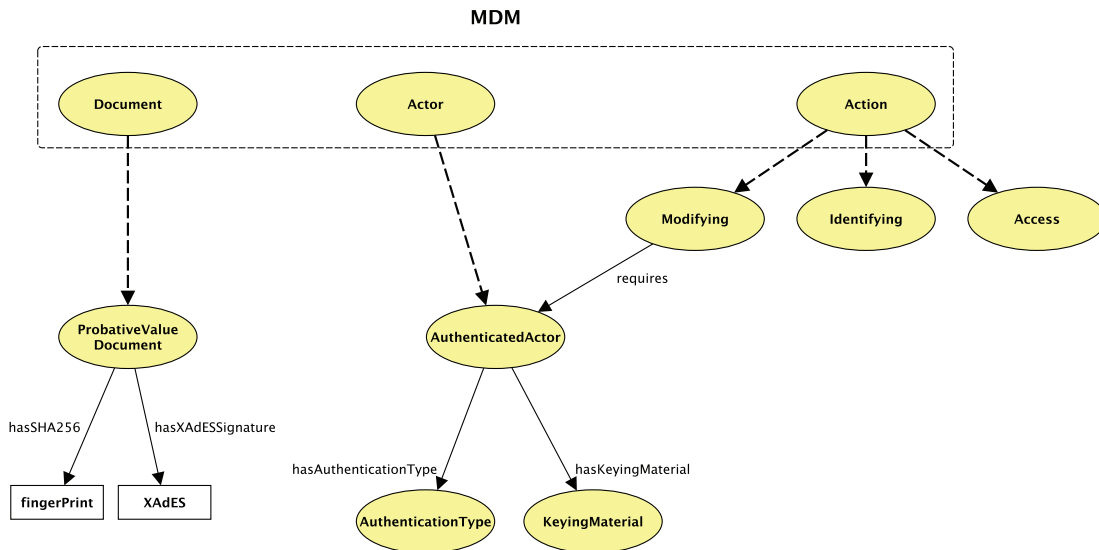 MDM
Document
Actor
Action
Modifying
Identifying
Access
requires
ProbativeValue
Document
AuthenticatedActor
hasSHA256
hasXAdESSignature
hasAuthenticationType
hasKeyingMaterial
fingerPrint
XAdES
AuthenticationType
KeyingMaterial